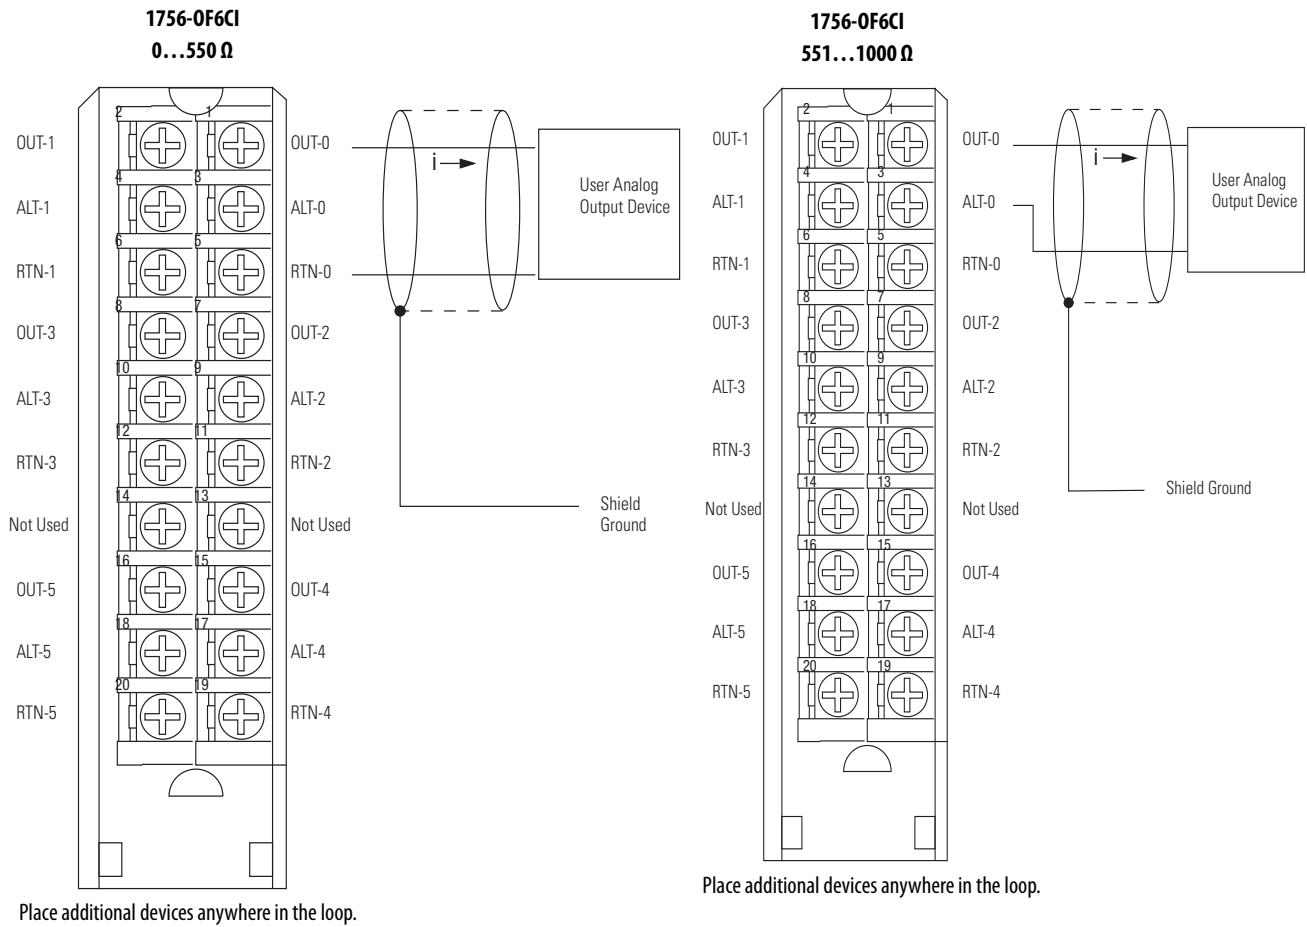 1756-OF6CI
0…550 Ω
2 1
OUT-1 OUT-0
4 3
ALT-1 ALT-0
6 5
RTN-1 RTN-0
8 7
OUT-3 OUT-2
10 9
ALT-3 ALT-2
12 11
RTN-3 RTN-2
14 13
Not Used Not Used
16 15
OUT-5 OUT-4
18 17
ALT-5 ALT-4
20 19
RTN-5 RTN-4
i
User Analog
Output Device
Shield
Ground
Place additional devices anywhere in the loop.
1756-OF6CI
551…1000 Ω
2 1
OUT-1 OUT-0
4 3
ALT-1 ALT-0
6 5
RTN-1 RTN-0
8 7
OUT-3 OUT-2
10 9
ALT-3 ALT-2
12 11
RTN-3 RTN-2
14 13
Not Used Not Used
16 15
OUT-5 OUT-4
18 17
ALT-5 ALT-4
20 19
RTN-5 RTN-4
i
User Analog
Output Device
Shield Ground
Place additional devices anywhere in the loop.